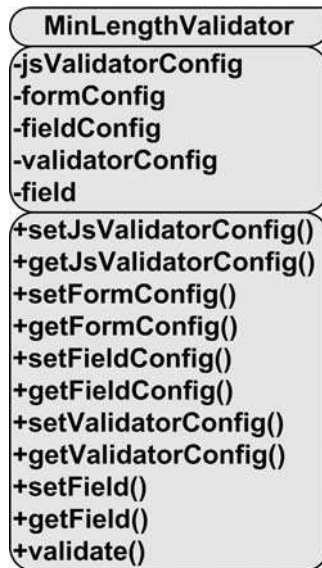 MinLengthValidator
-jsValidatorConfig
-formConfig
-fieldConfig
-validatorConfig
-field
+setJsValidatorConfig()
+getJsValidatorConfig()
+setFormConfig()
+getFormConfig()
+setFieldConfig()
+getFieldConfig()
+setValidatorConfig()
+getValidatorConfig()
+setField()
+getField()
+validate()